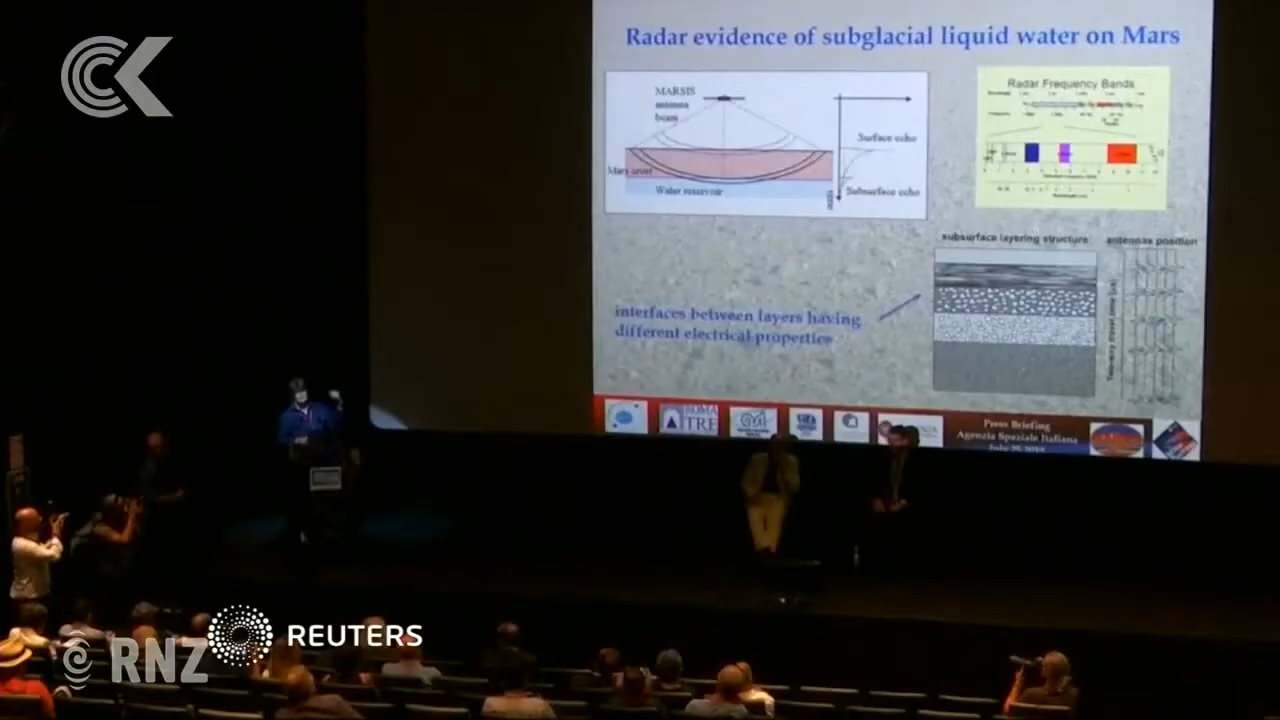 Radar evidence of subglacial liquid water on Mars
MARSIS
antenna
beam
Surface echo
Mars crust
Water reservoir
Subsurface echo
Radar Frequency Bands
subsurface layering structure
antennas position
interfaces between layers having
different electrical properties
ROMA
TRE
Press Briefing
Agenzia Spaziale Italiana
RNZ
REUTERS